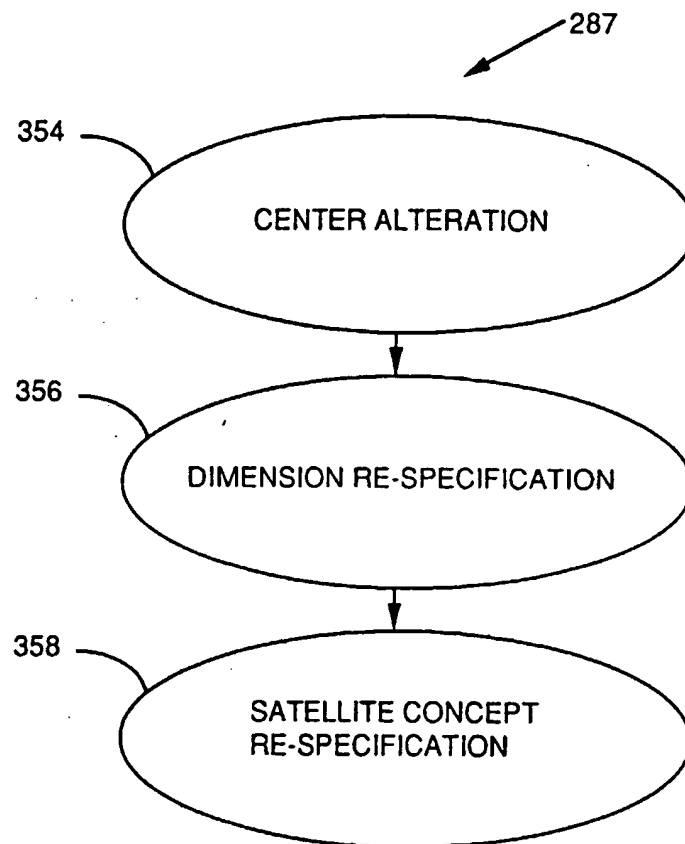 287
354
CENTER ALTERATION
356
DIMENSION RE-SPECIFICATION
358
SATELLITE CONCEPT
RE-SPECIFICATION